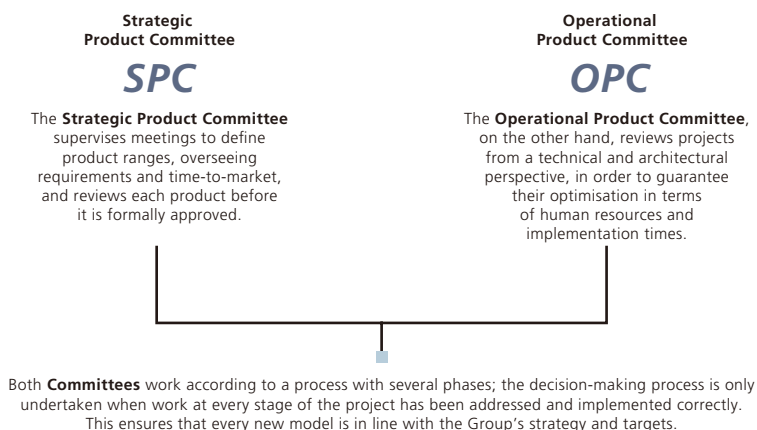 Strategic
Product Committee
SPC
The Strategic Product Committee
supervises meetings to define
product ranges, overseeing
requirements and time-to-market,
and reviews each product before
it is formally approved.
Operational
Product Committee
OPC
The Operational Product Committee,
on the other hand, reviews projects
from a technical and architectural
perspective, in order to guarantee
their optimisation in terms
of human resources and
implementation times.
Both Committees work according to a process with several phases; the decision-making process is only
undertaken when work at every stage of the project has been addressed and implemented correctly.
This ensures that every new model is in line with the Group’s strategy and targets.